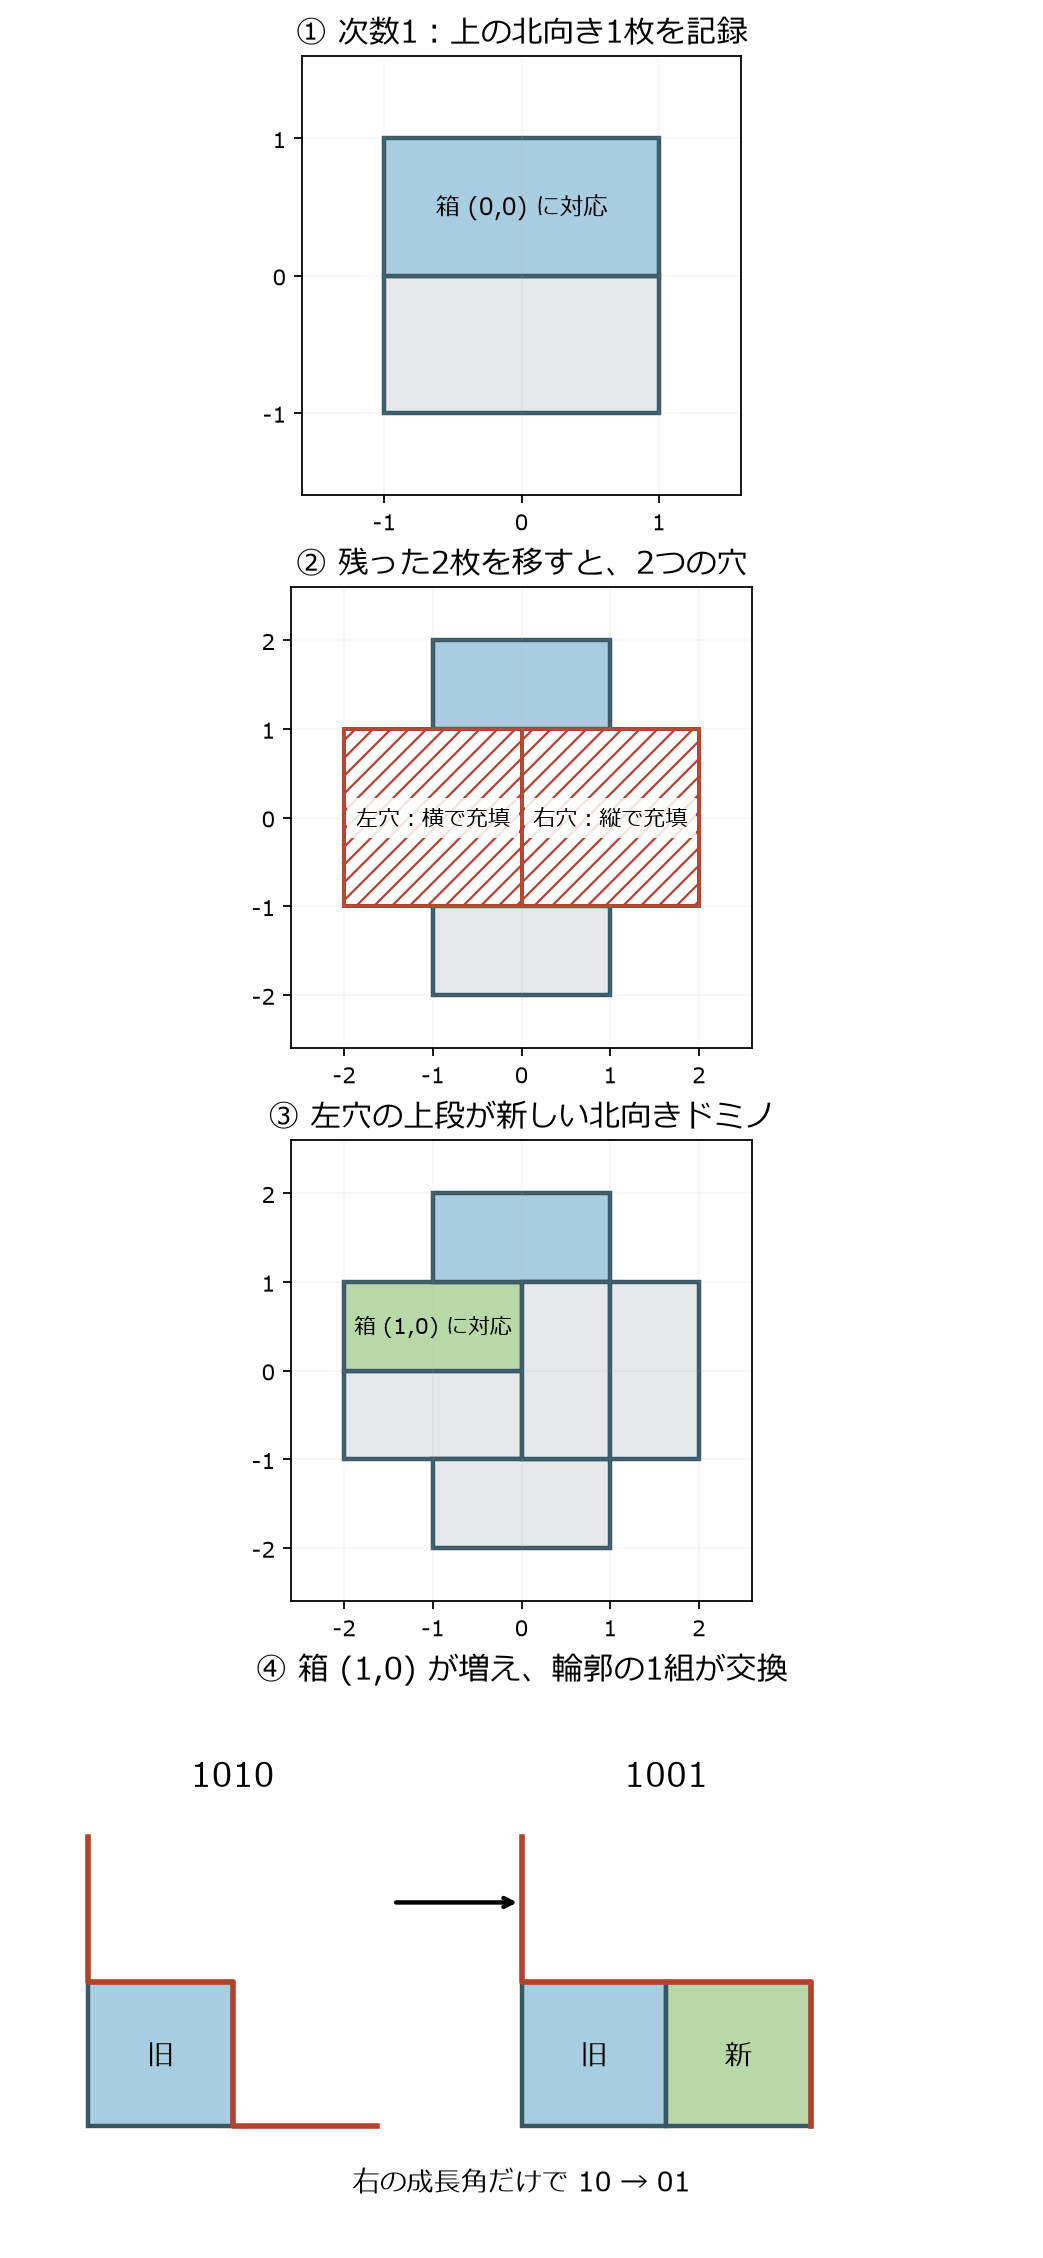 ① 次数1：上の北向き1枚を記録
1
箱 (0,0) に対応
0
-1
-1 0 1
② 残った2枚を移すと、2つの穴
2
1
左穴：横で充填 右穴：縦で充填
0
-1
-2
-2 -1 0 1 2
③ 左穴の上段が新しい北向きドミノ
2
1
箱 (1,0) に対応
0
-1
-2
-2 -1 0 1 2
④ 箱 (1,0) が増え、輪郭の1組が交換
1010 1001
旧 旧 新
右の成長角だけで 10 → 01